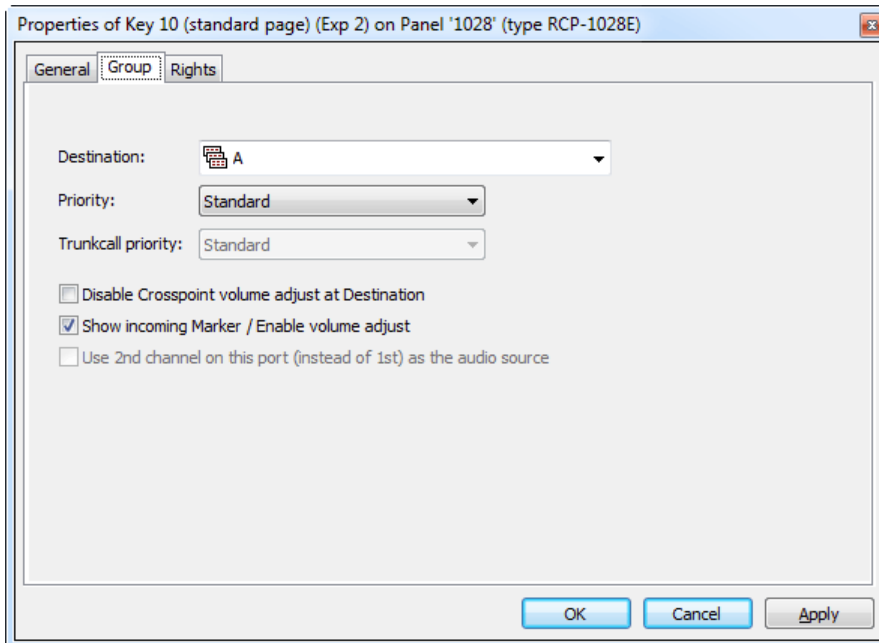 Properties of Key 10 (standard page) (Exp 2) on Panel '1028' (type RCP-1028E)
General Group Rights
Destination: A
Priority: Standard
Trunkcall priority: Standard
Disable Crosspoint volume adjust at Destination
Show incoming Marker / Enable volume adjust
Use 2nd channel on this port (instead of 1st) as the audio source
OK Cancel Apply